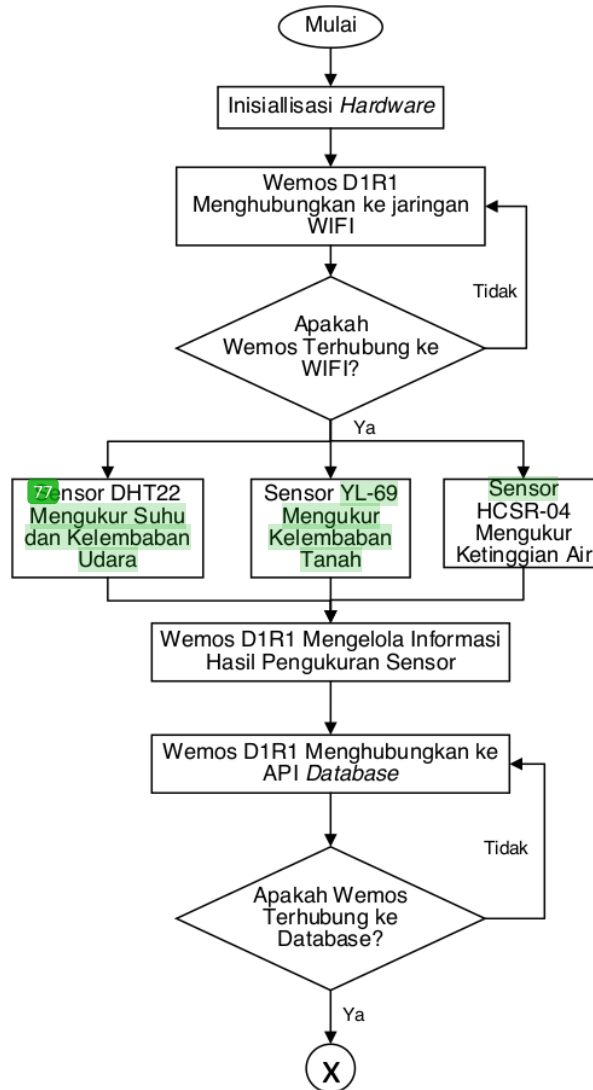 Mulai
Inisiallisasi Hardware
Wemos D1R1
Menghubungkan ke jaringan
WIFI
Tidak
Apakah
Wemos Terhubung ke
WIFI?
Ya
77 Sensor DHT22
Mengukur Suhu
dan Kelembaban
Udara
Sensor YL-69
Mengukur
Kelembaban
Tanah
Sensor
HCSR-04
Mengukur
Ketinggian Air
Wemos D1R1 Mengelola Informasi
Hasil Pengukuran Sensor
Wemos D1R1 Menghubungkan ke
API Database
Tidak
Apakah Wemos
Terhubung ke
Database?
Ya
X